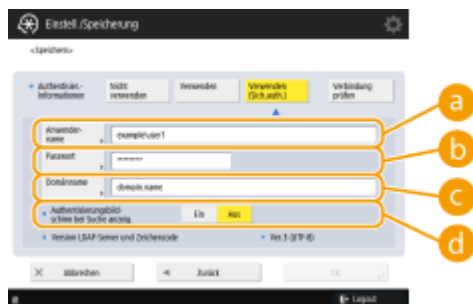 Einstell./Speicherung
<Speichern>
Authentisier.-
Informationen
Nicht
verwenden
Verwenden
Verwenden
(Sich.auth.)
Verbindung
prüfen
a
Anwender-
name
example\user1
b
Passwort
********
c
Domänname
domain.name
d
Authentisierungsbild-
schirm bei Suche anzeig.
Ein
Aus
Version LDAP-Server und Zeichencode
Ver.3 (UTF-8)
Abbrechen
Zurück
OK
Logout